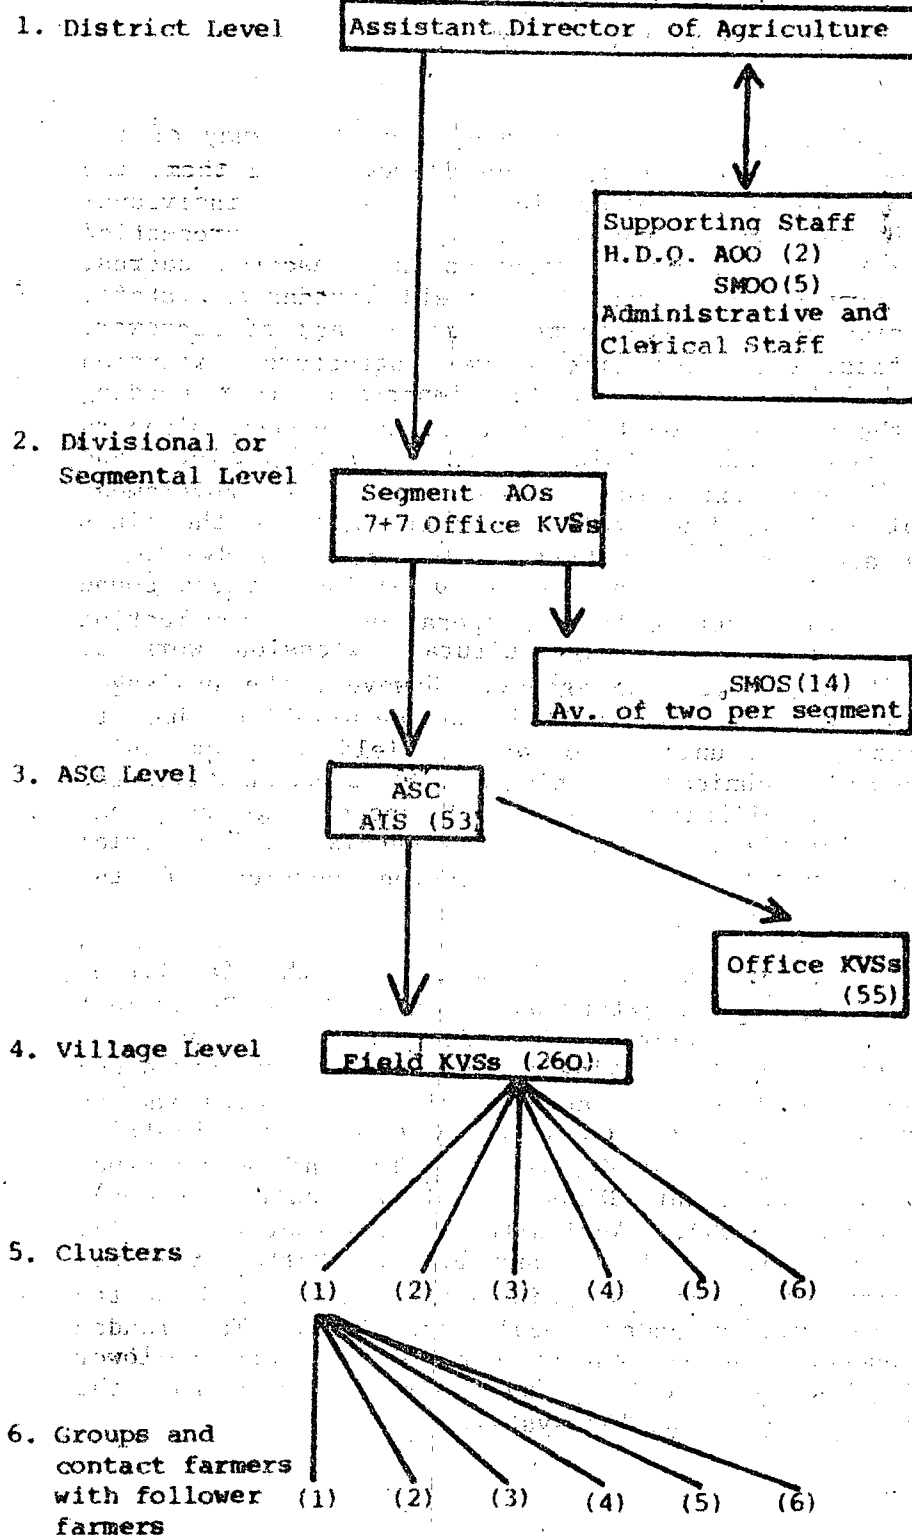 1. District Level
Assistant Director of Agriculture
Supporting Staff
H.D.Q. AOO (2)
SMOO(5)
Administrative and
Clerical Staff
2. Divisional or
Segmental Level
Segment AOs
7+7 Office KVSs
SMOS(14)
Av. of two per segment
3. ASC Level
ASC
AIS (53)
Office KVSs
(55)
4. Village Level
Field KVSs (260)
5. Clusters
(1) (2) (3) (4) (5) (6)
6. Groups and
contact farmers
with follower
farmers
(1) (2) (3) (4) (5) (6)